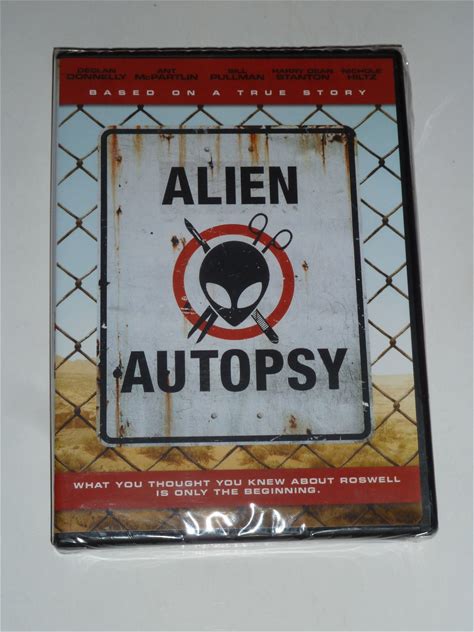 DECLAN DONNELLY ANT McPARTLIN BILL PULLMAN HARRY DEAN STANTON NICHOLE HILTZ
BASED ON A TRUE STORY
ALIEN
AUTOPSY
WHAT YOU THOUGHT YOU KNEW ABOUT ROSWELL
IS ONLY THE BEGINNING.